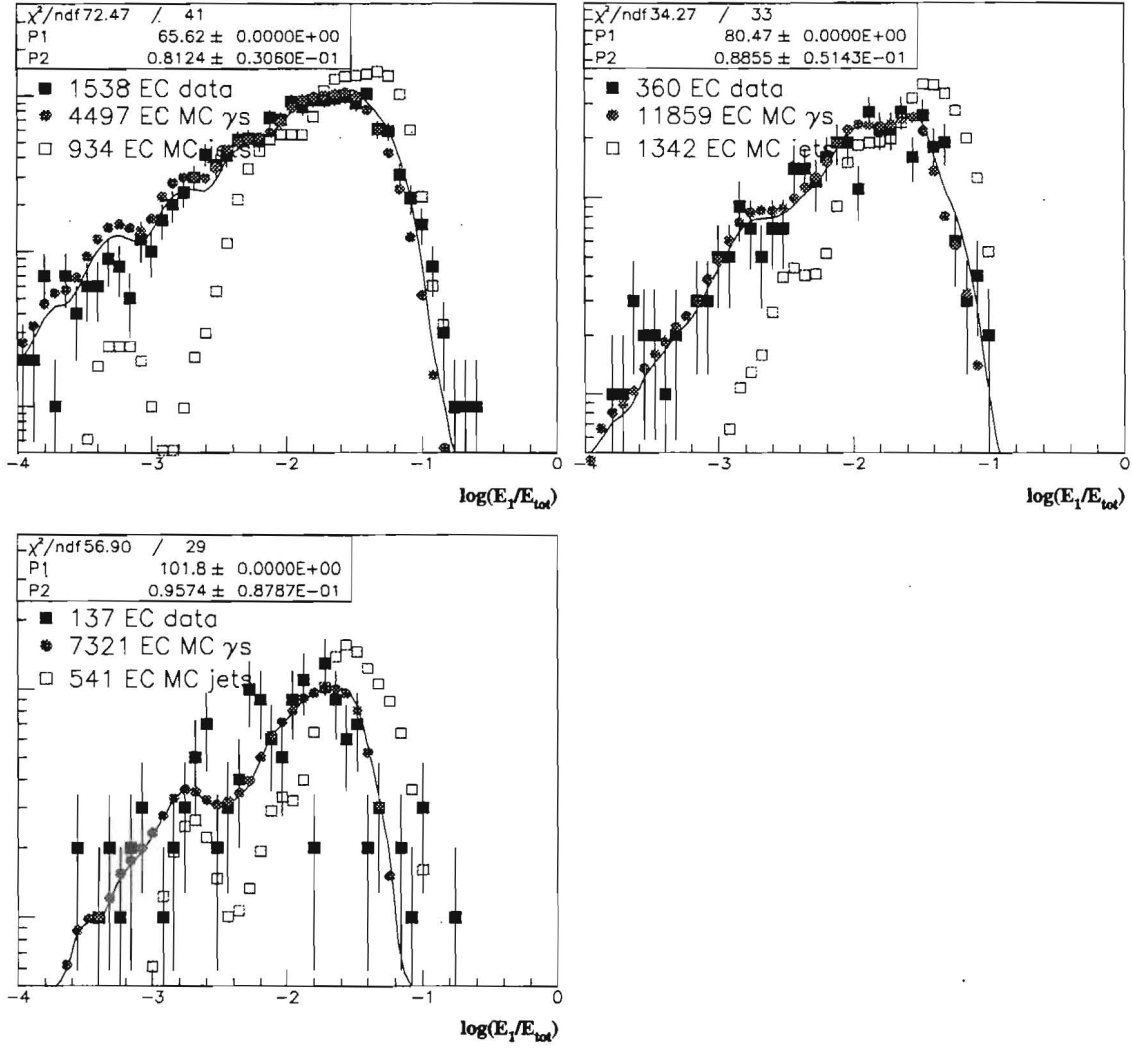 χ²/ndf 72.47 / 41
P1 65.62 ± 0.0000E+00
P2 0.8124 ± 0.3060E-01
1538 EC data
4497 EC MC γs
934 EC MC jets
-4 -3 -2 -1 0
log(E₁/Eₜₒₜ)
χ²/ndf 34.27 / 33
P1 80.47 ± 0.0000E+00
P2 0.8855 ± 0.5143E-01
360 EC data
11859 EC MC γs
1342 EC MC jets
-4 -3 -2 -1 0
log(E₁/Eₜₒₜ)
χ²/ndf 56.90 / 29
P1 101.8 ± 0.0000E+00
P2 0.9574 ± 0.8787E-01
137 EC data
7321 EC MC γs
541 EC MC jets
-4 -3 -2 -1 0
log(E₁/Eₜₒₜ)